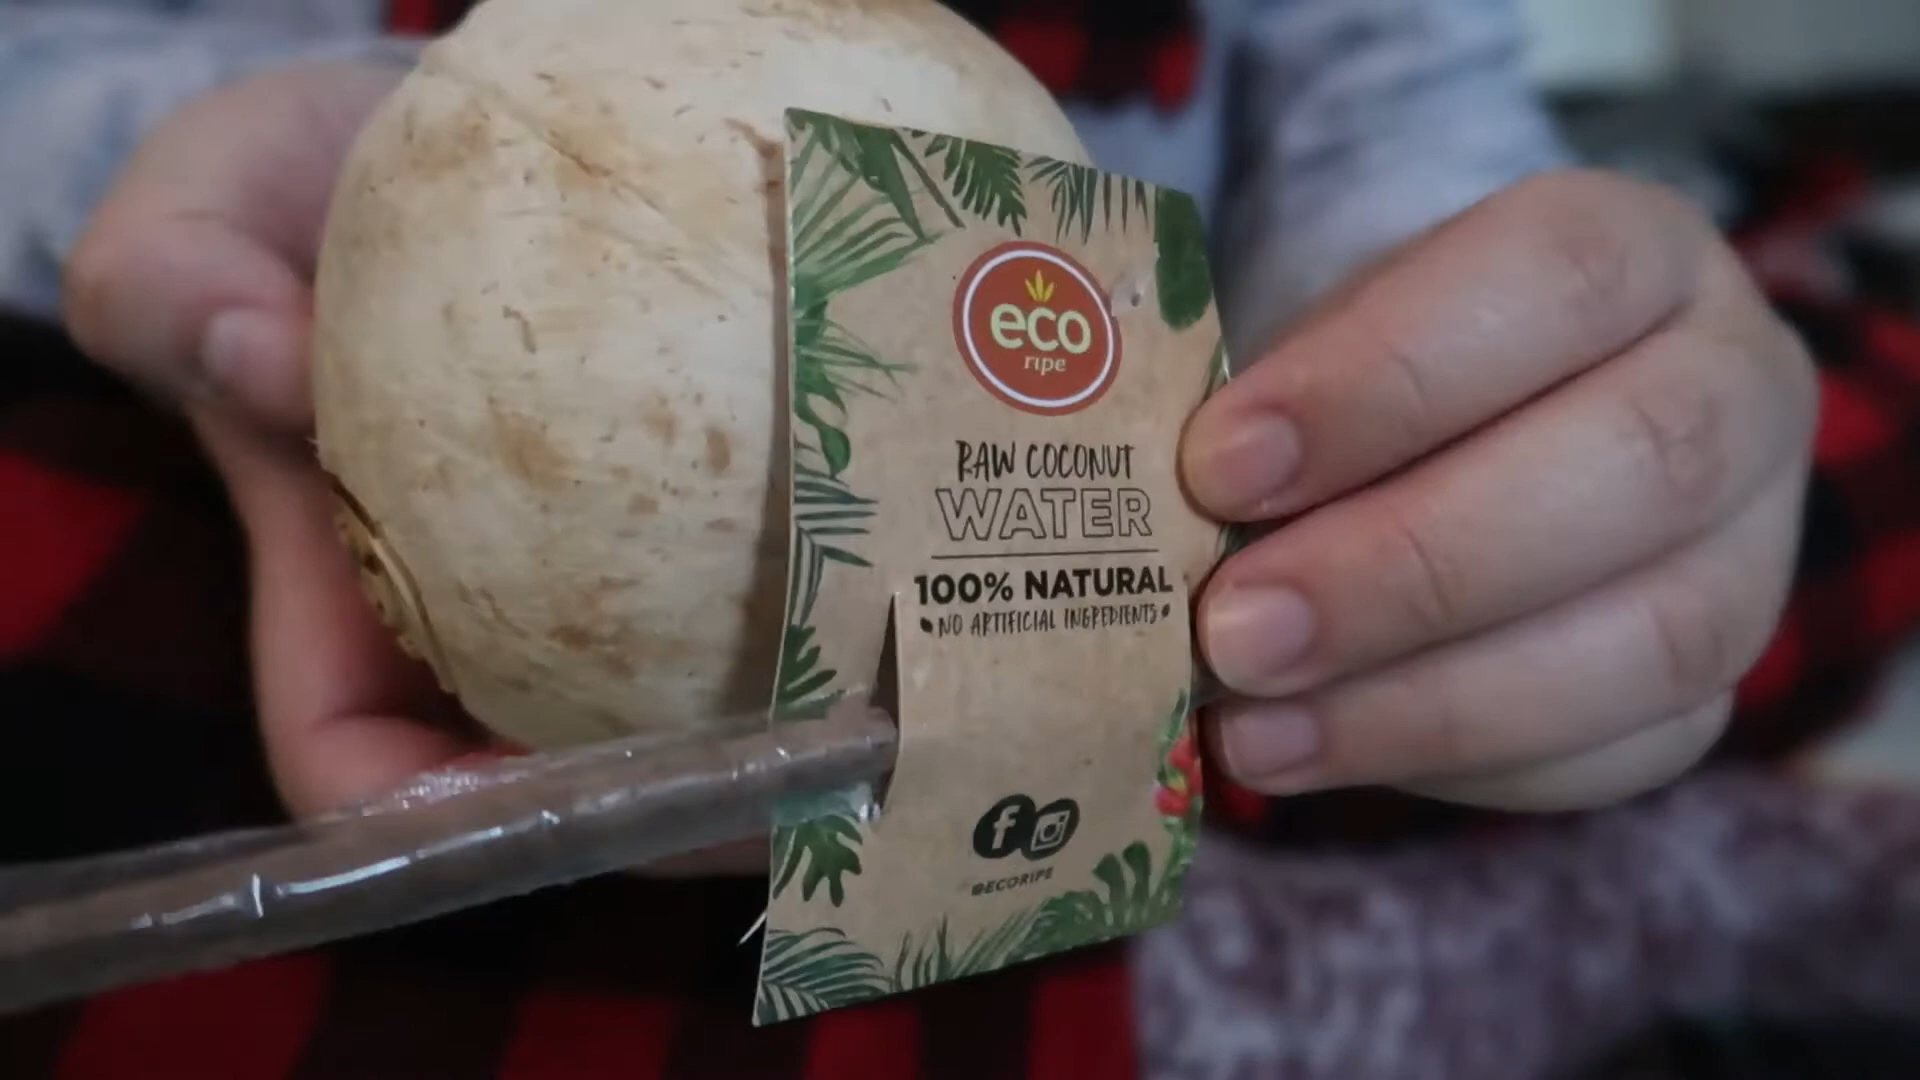 eco
ripe
RAW COCONUT
WATER
100% NATURAL
NO ARTIFICIAL INGREDIENTS
f
@ECORIPE